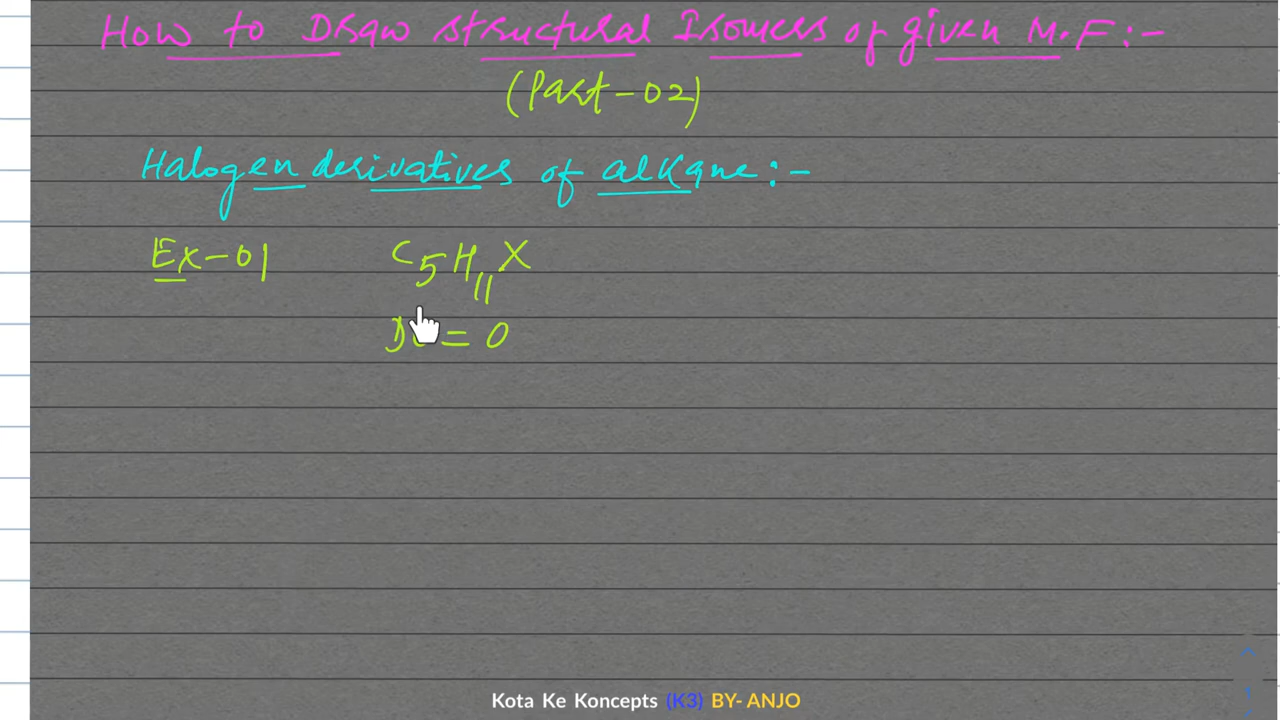 How to Draw structural Isomers of given M.F:-
(Part-02)
Halogen derivatives of alkane:-
Ex-01 C₅H₁₁X
= 0
Kota Ke Koncepts (K3) BY- ANJO